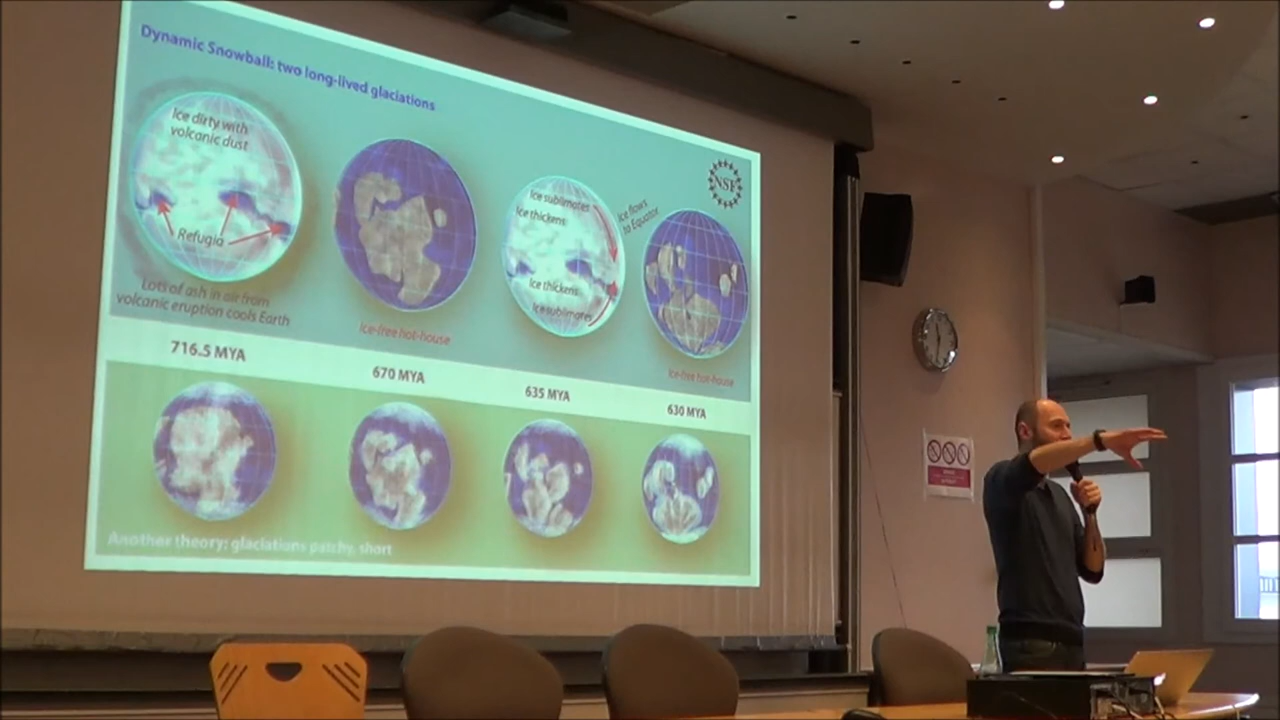 Dynamic Snowball: two long-lived glaciations
Ice dirty with
volcanic dust
Refugia
Lots of ash in air from
volcanic eruption cools Earth
Ice-free hot-house
Ice sublimates
Ice thickens
Ice flows
to Equator
Ice thickens
Ice sublimates
NSF
Ice-free hot-house
716.5 MYA
670 MYA
635 MYA
630 MYA
Another theory: glaciations patchy, short